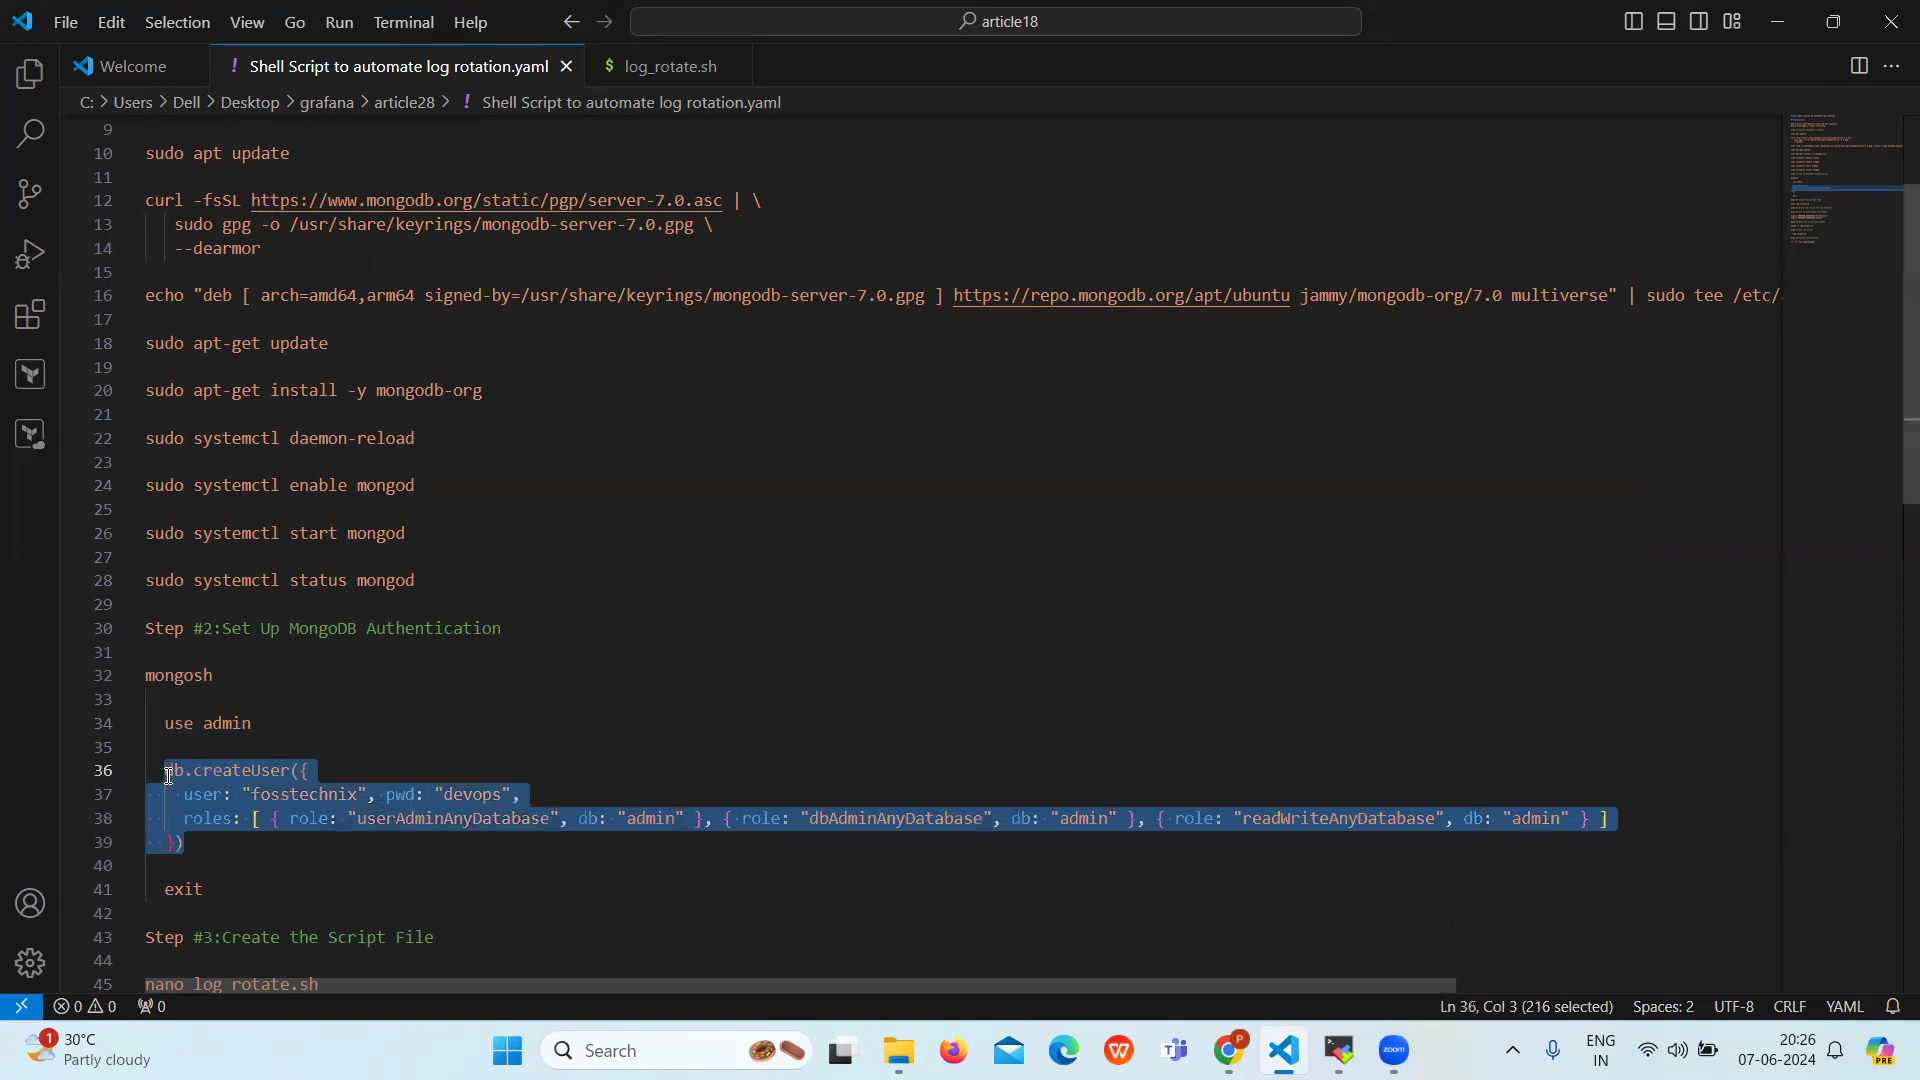 File Edit Selection View Go Run Terminal Help
article18
Welcome
! Shell Script to automate log rotation.yaml
$ log_rotate.sh
C: > Users > Dell > Desktop > grafana > article28 > ! Shell Script to automate log rotation.yaml
9
10 sudo apt update
11
12 curl -fsSL https://www.mongodb.org/static/pgp/server-7.0.asc | \
13 sudo gpg -o /usr/share/keyrings/mongodb-server-7.0.gpg \
14 --dearmor
15
16 echo "deb [ arch=amd64,arm64 signed-by=/usr/share/keyrings/mongodb-server-7.0.gpg ] https://repo.mongodb.org/apt/ubuntu jammy/mongodb-org/7.0 multiverse" | sudo tee /etc/
17
18 sudo apt-get update
19
20 sudo apt-get install -y mongodb-org
21
22 sudo systemctl daemon-reload
23
24 sudo systemctl enable mongod
25
26 sudo systemctl start mongod
27
28 sudo systemctl status mongod
29
30 Step #2:Set Up MongoDB Authentication
31
32 mongosh
33
34 use admin
35
36 db.createUser({
37 user: "fosstechnix", pwd: "devops",
38 roles: [ { role: "userAdminAnyDatabase", db: "admin" }, { role: "dbAdminAnyDatabase", db: "admin" }, { role: "readWriteAnyDatabase", db: "admin" } ]
39 })
40
41 exit
42
43 Step #3:Create the Script File
44
45 nano log rotate.sh
0 0 0
Ln 36, Col 3 (216 selected) Spaces: 2 UTF-8 CRLF YAML
1
30°C
Partly cloudy
Search
P
zoom
ENG
IN
20:26
07-06-2024
PRE